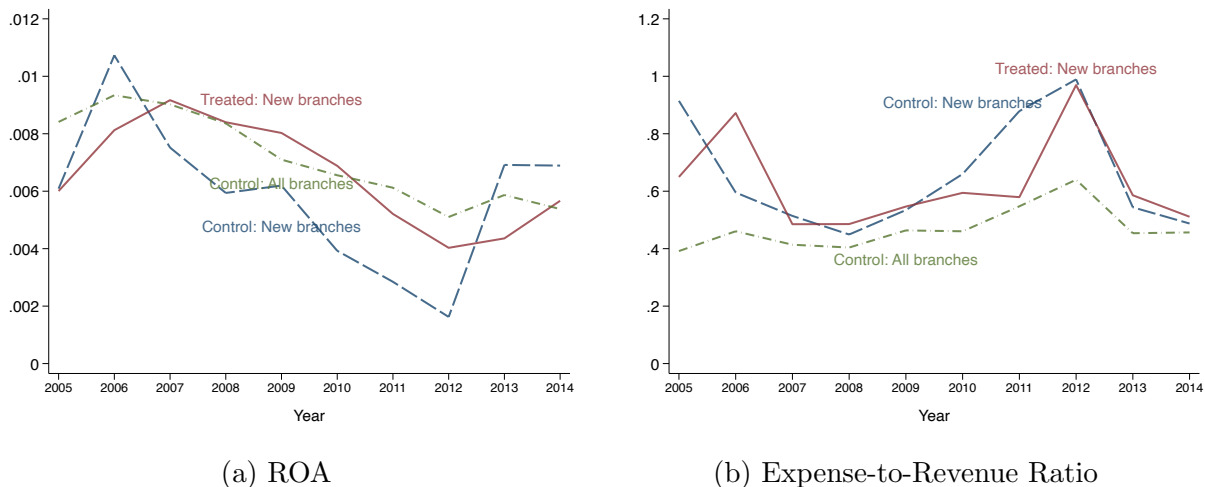 .012
.01
.008
.006
.004
.002
0
Treated: New branches
Control: All branches
Control: New branches
2005 2006 2007 2008 2009 2010 2011 2012 2013 2014
Year
(a) ROA
1.2
1
.8
.6
.4
.2
0
Treated: New branches
Control: New branches
Control: All branches
2005 2006 2007 2008 2009 2010 2011 2012 2013 2014
Year
(b) Expense-to-Revenue Ratio